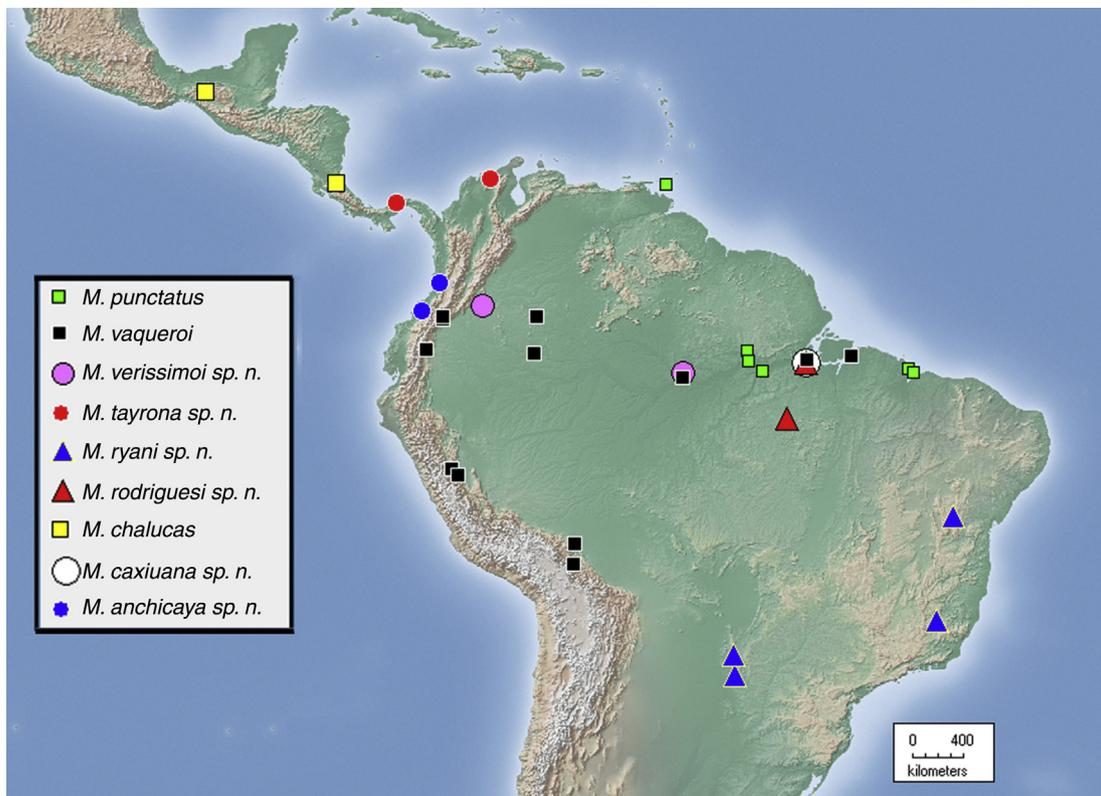 M. punctatus
M. vaqueroi
M. verissimoi sp. n.
M. tayrona sp. n.
M. ryani sp. n.
M. rodriguesi sp. n.
M. chalucas
M. caxiuana sp. n.
M. anchicaya sp. n.
0 400
kilometers